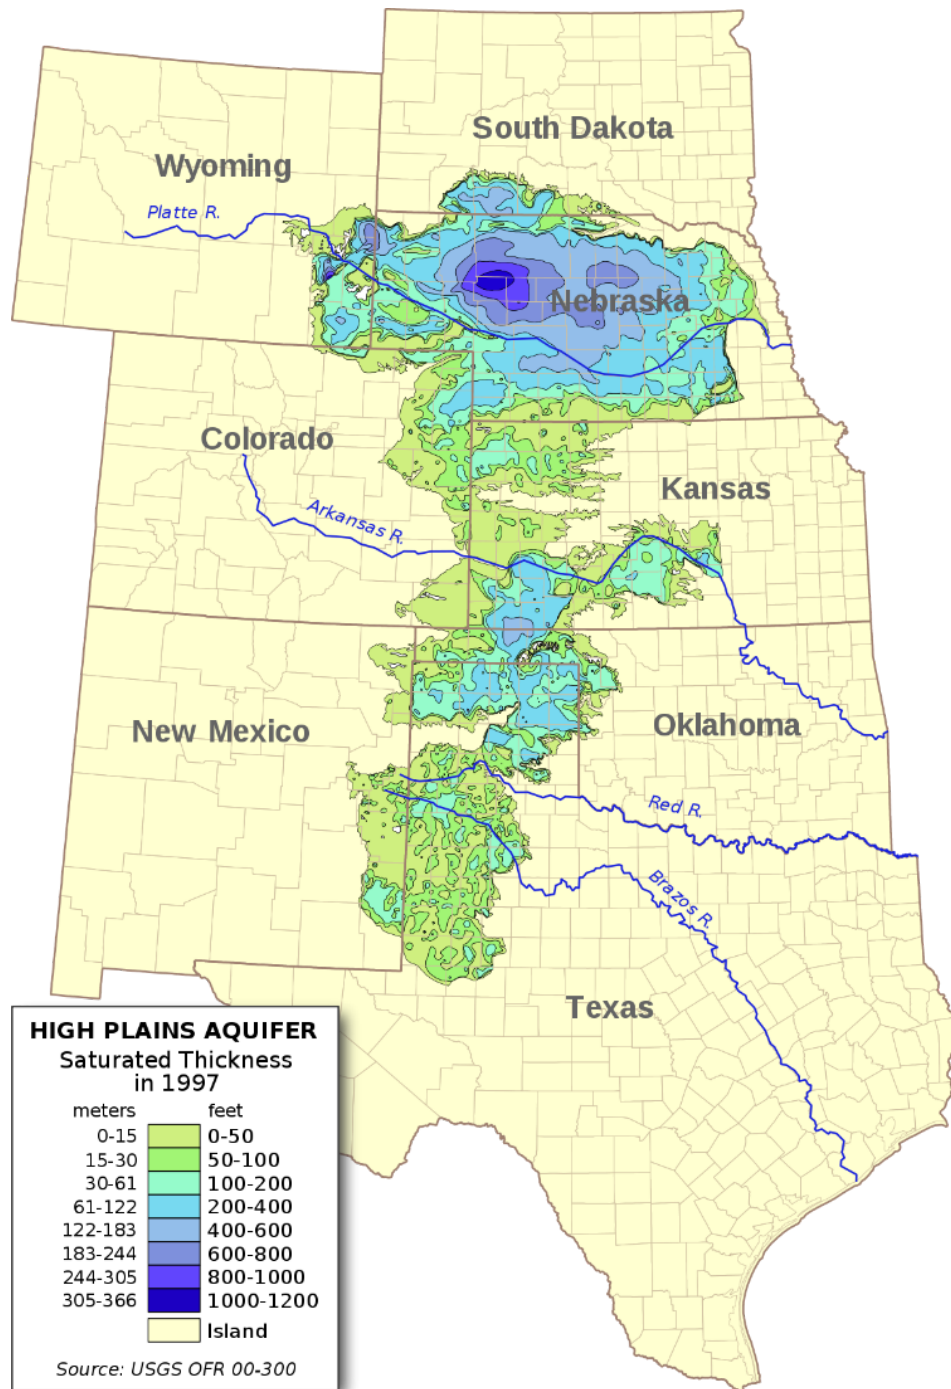 South Dakota
Wyoming
Platte R.
Nebraska
Colorado
Kansas
Arkansas R.
New Mexico
Oklahoma
Red R.
Brazos R.
Texas
HIGH PLAINS AQUIFER
Saturated Thickness
in 1997
meters feet
0-15 0-50
15-30 50-100
30-61 100-200
61-122 200-400
122-183 400-600
183-244 600-800
244-305 800-1000
305-366 1000-1200
Island
Source: USGS OFR 00-300